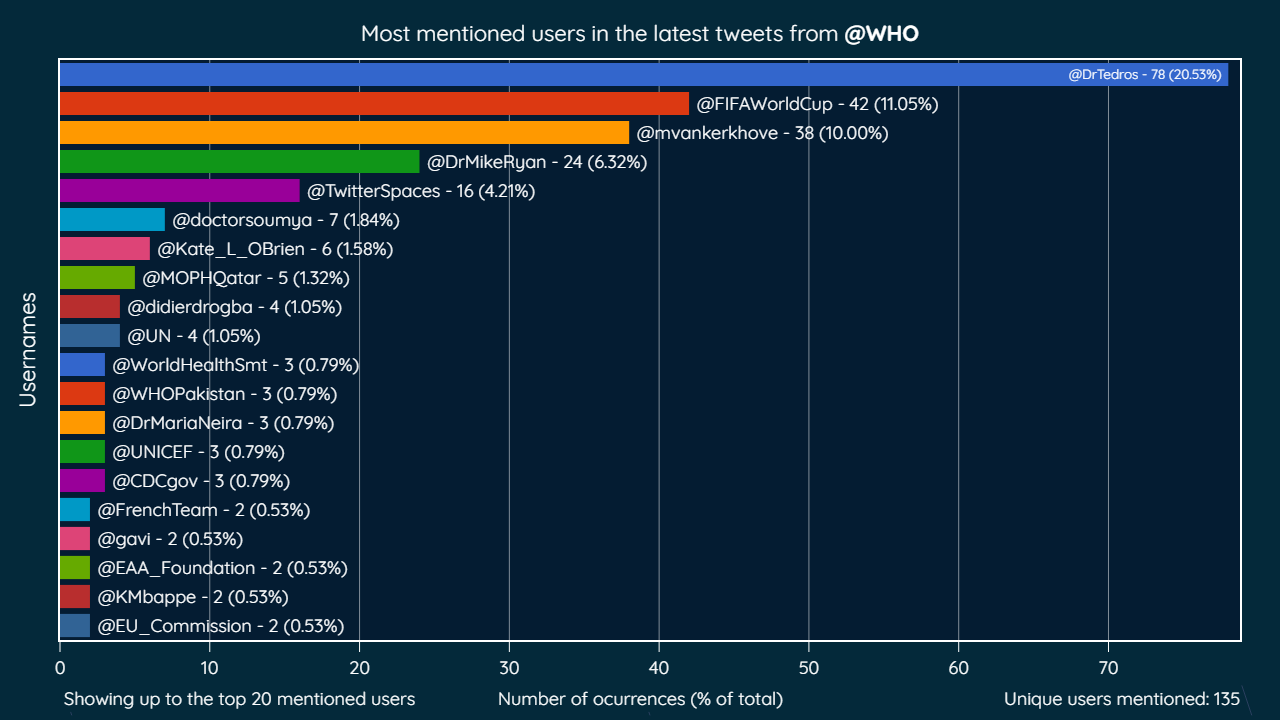 Most mentioned users in the latest tweets from @WHO
@DrTedros - 78 (20.53%)
@FIFAWorldCup - 42 (11.05%)
@mvankerkhove - 38 (10.00%)
@DrMikeRyan - 24 (6.32%)
@TwitterSpaces - 16 (4.21%)
@doctorsoumya - 7 (1.84%)
@Kate_L_OBrien - 6 (1.58%)
@MOPHQatar - 5 (1.32%)
@didierdrogba - 4 (1.05%)
@UN - 4 (1.05%)
@WorldHealthSmt - 3 (0.79%)
@WHOPakistan - 3 (0.79%)
@DrMariaNeira - 3 (0.79%)
@UNICEF - 3 (0.79%)
@CDCgov - 3 (0.79%)
@FrenchTeam - 2 (0.53%)
@gavi - 2 (0.53%)
@EAA_Foundation - 2 (0.53%)
@KMbappe - 2 (0.53%)
@EU_Commission - 2 (0.53%)
Usernames
0 10 20 30 40 50 60 70
Showing up to the top 20 mentioned users
Number of ocurrences (% of total)
Unique users mentioned: 135